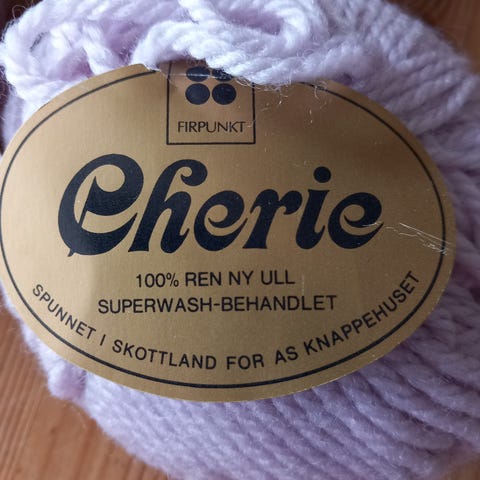 FIRPUNKT
Cherie
100% REN NY ULL
SUPERWASH-BEHANDLET
SPUNNET I SKOTTLAND FOR AS KNAPPEHUSET